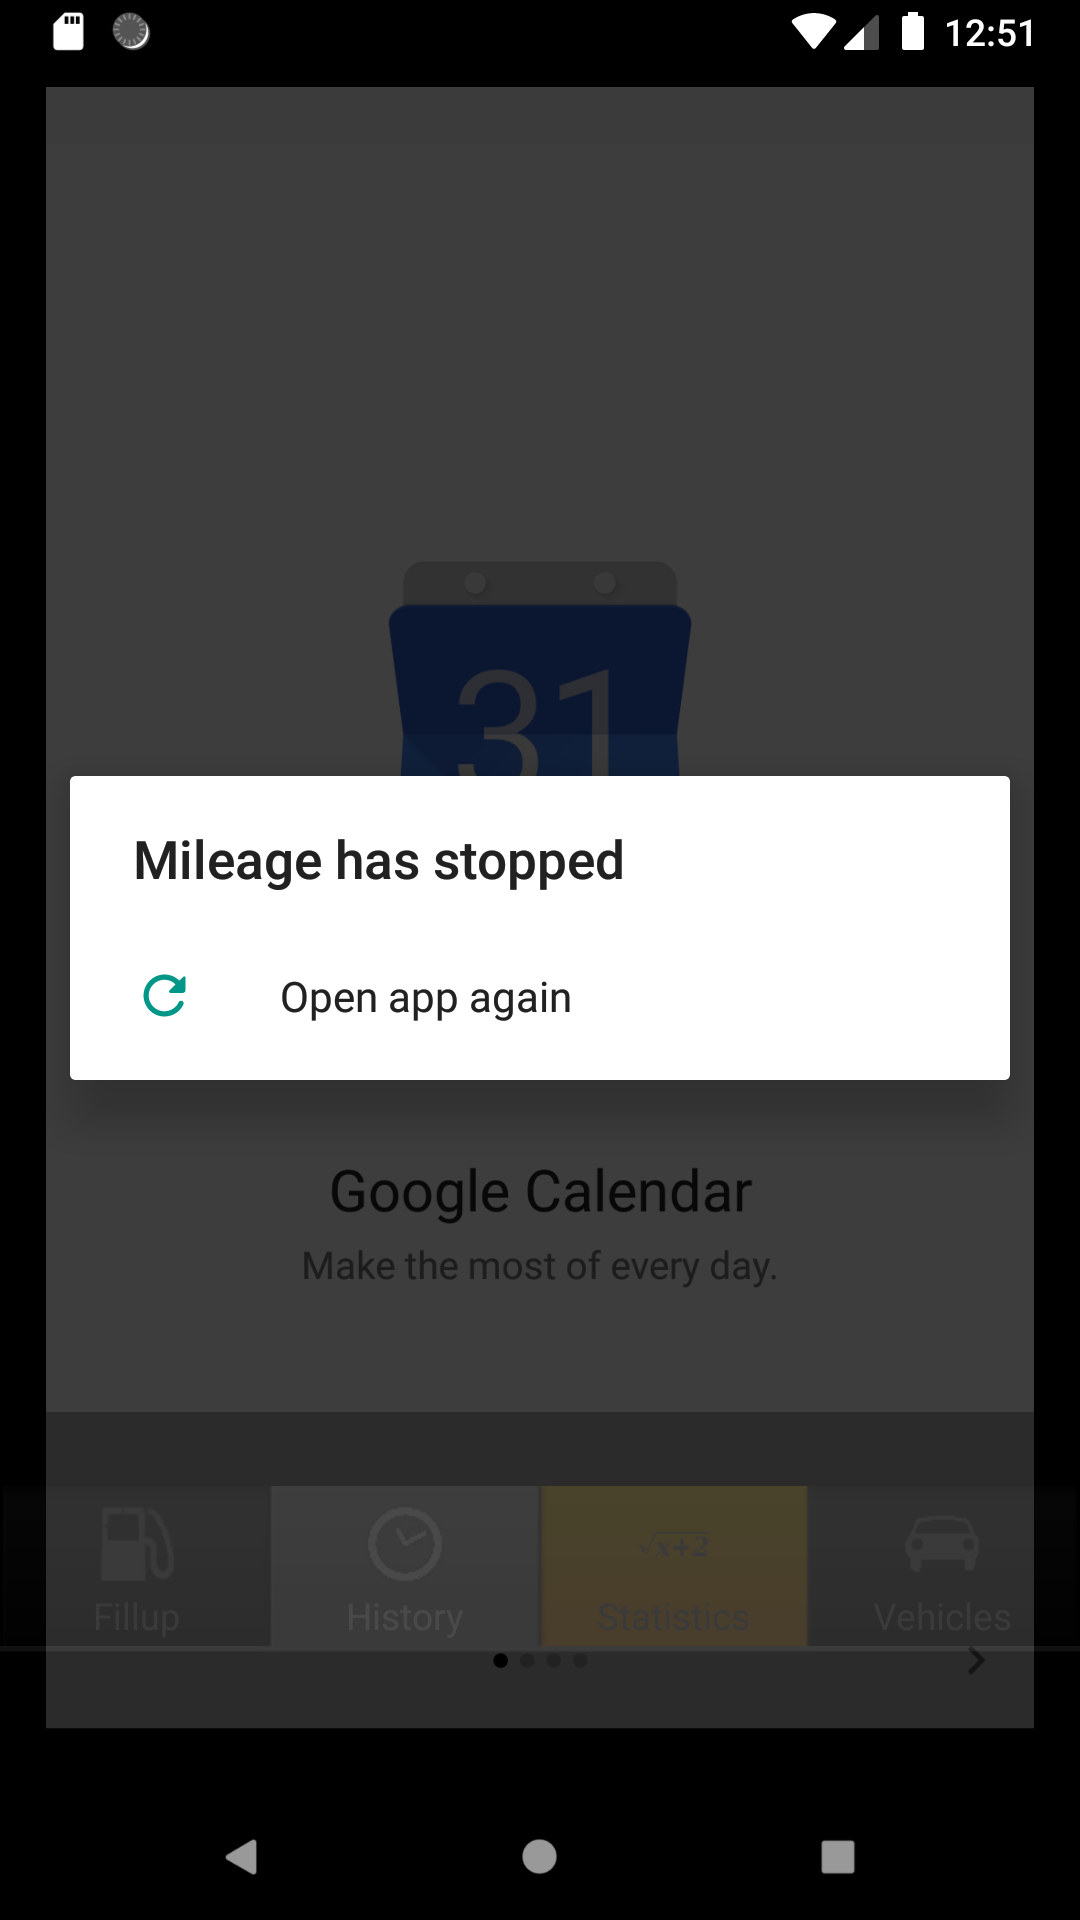 12:51
31
Mileage has stopped
Open app again
Google Calendar
Make the most of every day.
√x+2
Fillup History Statistics Vehicles